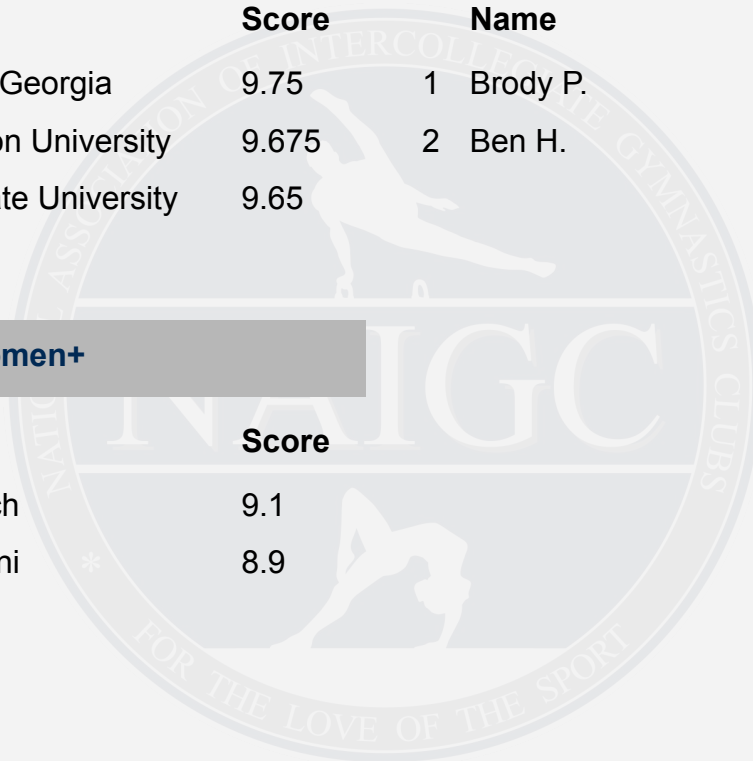 Score Name
Georgia 9.75 1 Brody P.
on University 9.675 2 Ben H.
ate University 9.65
men+
Score
ch 9.1
ni 8.9
NATIONAL ASSOCIATION OF INTERCOLLEGIATE GYMNASTICS CLUBS
NAIGC
* FOR THE LOVE OF THE SPORT